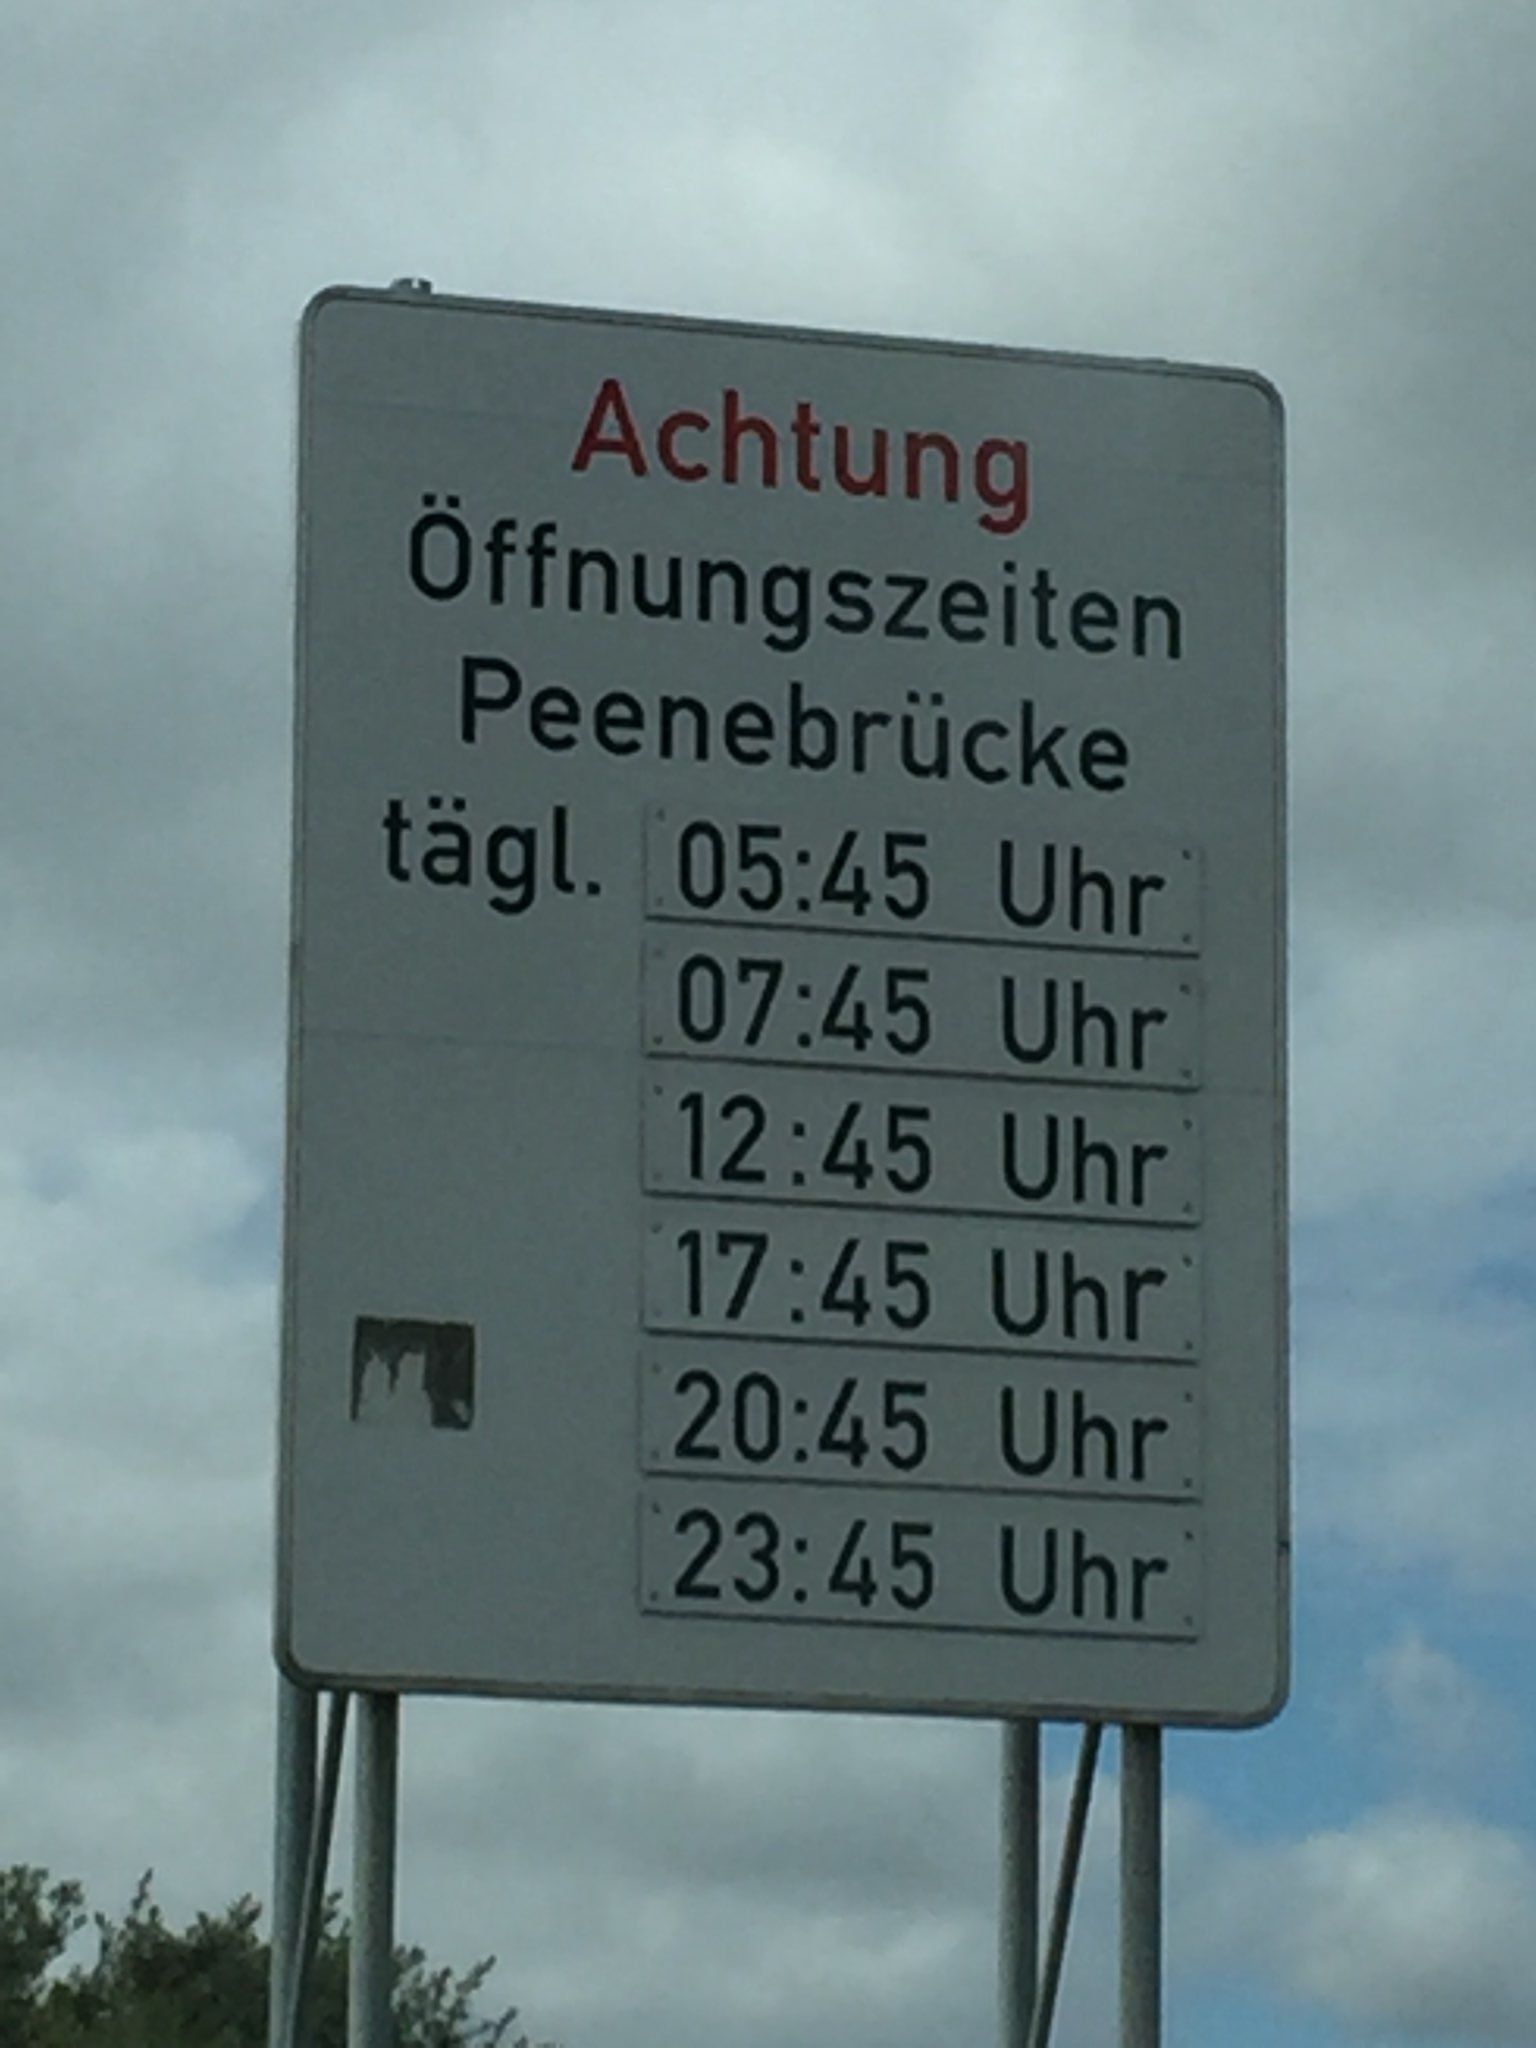 Achtung
Öffnungszeiten
Peenebrücke
tägl. 05:45 Uhr
07:45 Uhr
12:45 Uhr
17:45 Uhr
20:45 Uhr
23:45 Uhr